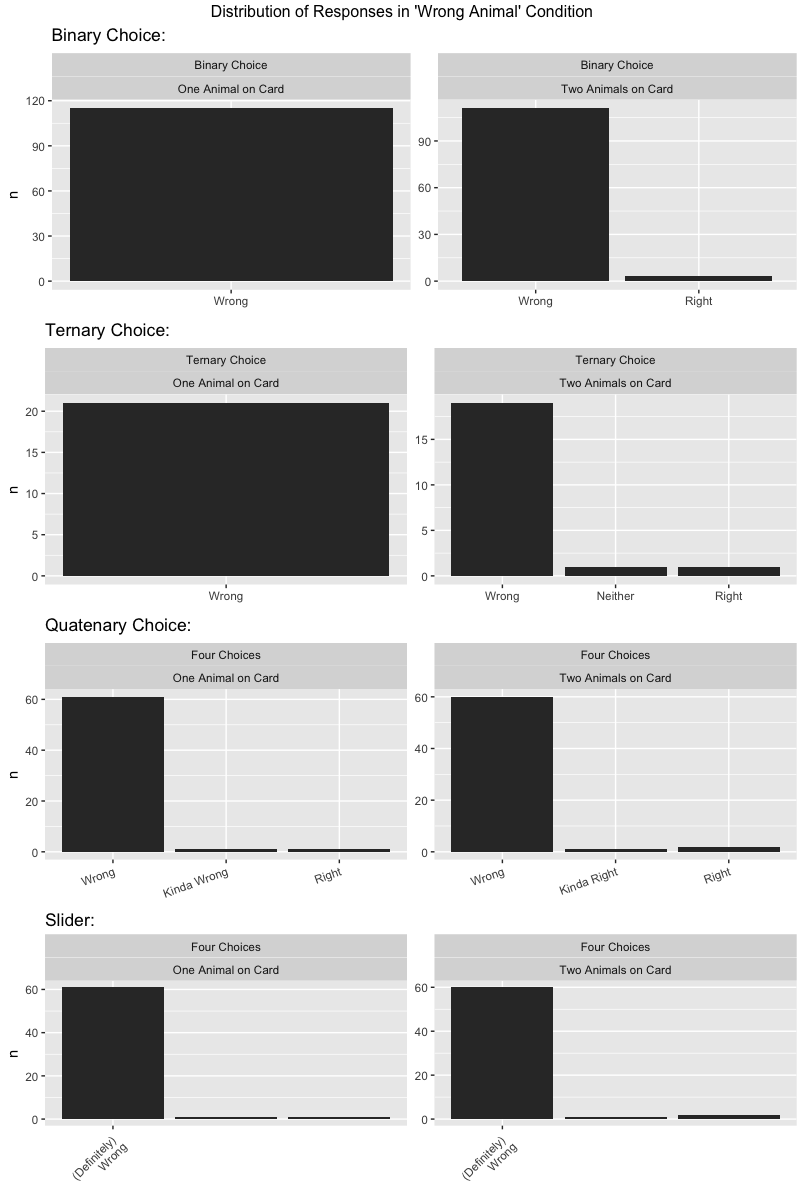 Distribution of Responses in 'Wrong Animal' Condition
Binary Choice:
Binary Choice
One Animal on Card
120
90
60
30
0
n
Wrong
Binary Choice
Two Animals on Card
90
60
30
0
Wrong Right
Ternary Choice:
Ternary Choice
One Animal on Card
20
15
10
5
0
n
Wrong
Ternary Choice
Two Animals on Card
15
10
5
0
Wrong Neither Right
Quatenary Choice:
Four Choices
One Animal on Card
60
40
20
0
n
Wrong Kinda Wrong Right
Four Choices
Two Animals on Card
60
40
20
0
Wrong Kinda Right Right
Slider:
Four Choices
One Animal on Card
60
40
20
0
n
(Definitely)
Wrong
Four Choices
Two Animals on Card
60
40
20
0
(Definitely)
Wrong